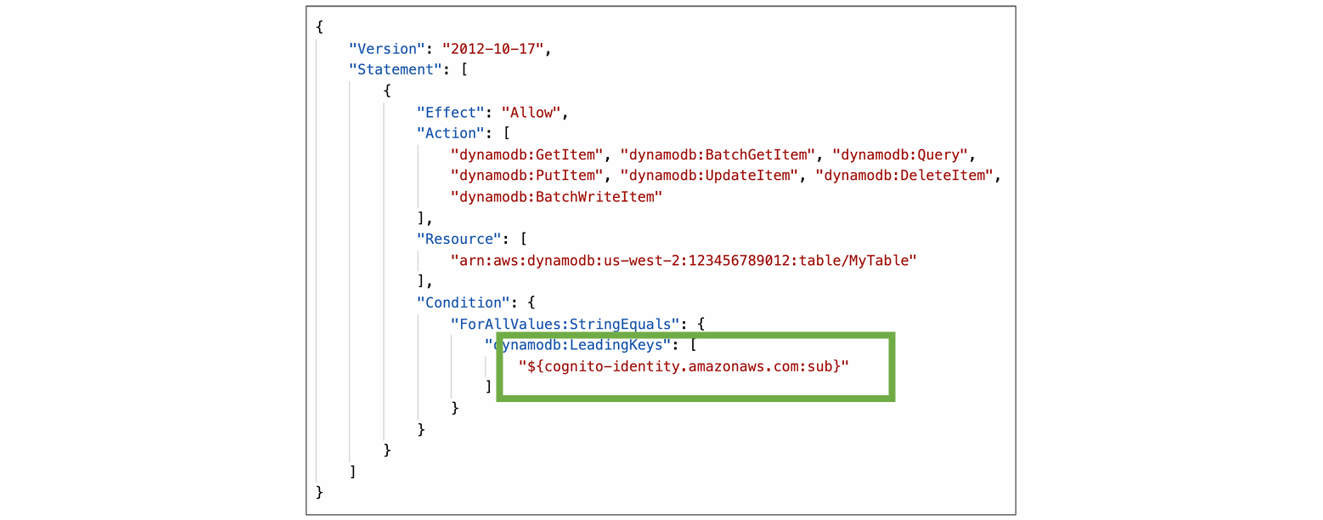 {
"Version": "2012-10-17",
"Statement": [
{
"Effect": "Allow",
"Action": [
"dynamodb:GetItem", "dynamodb:BatchGetItem", "dynamodb:Query",
"dynamodb:PutItem", "dynamodb:UpdateItem", "dynamodb:DeleteItem",
"dynamodb:BatchWriteItem"
],
"Resource": [
"arn:aws:dynamodb:us-west-2:123456789012:table/MyTable"
],
"Condition": {
"ForAllValues:StringEquals": {
"dynamodb:LeadingKeys": [
"${cognito-identity.amazonaws.com:sub}"
]
}
}
}
]
}